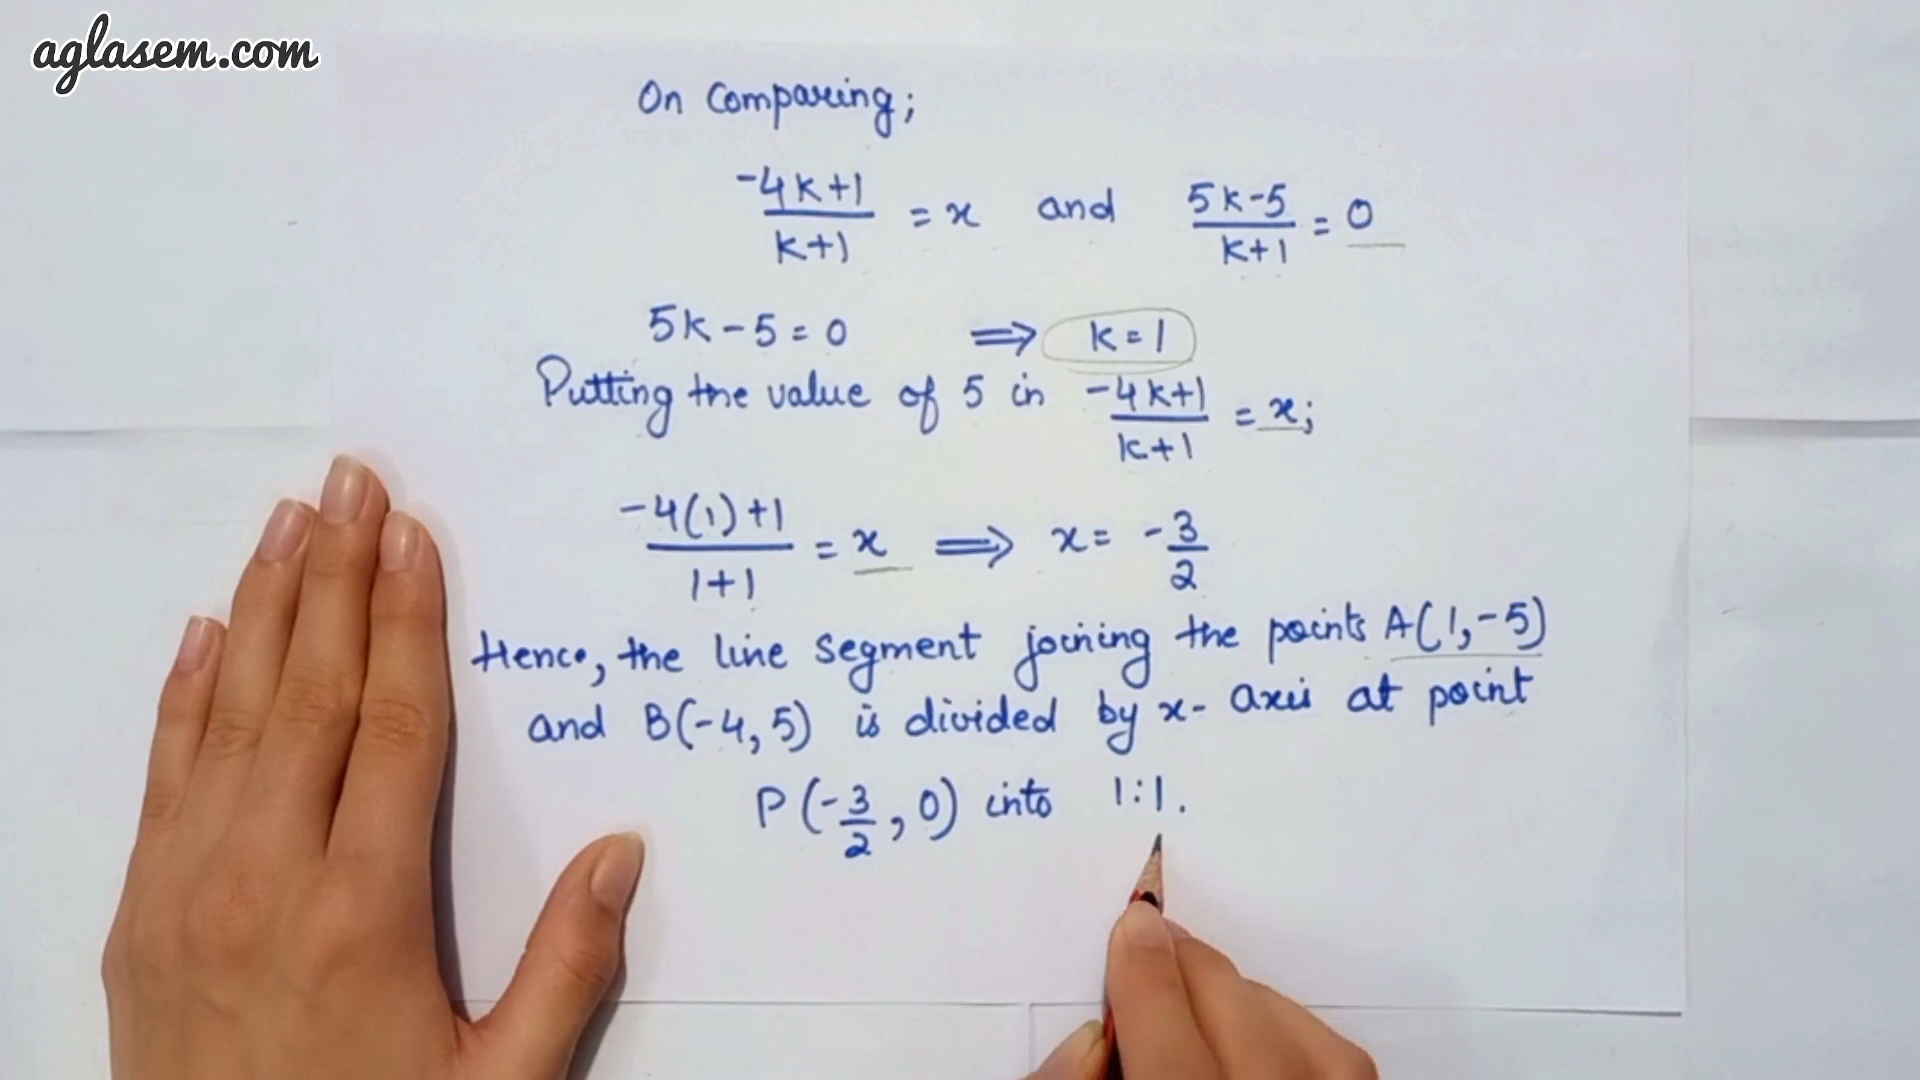 aglasem.com
On Comparing;
-4k+1/k+1 = x and 5k-5/k+1 = 0
5k - 5 = 0 ⟹ k = 1
Putting the value of 5 in -4k+1/k+1 = x;
-4(1)+1/1+1 = x ⟹ x = -3/2
Hence, the line segment joining the points A(1,-5)
and B(-4,5) is divided by x- axis at point
P(-3/2, 0) into 1:1.